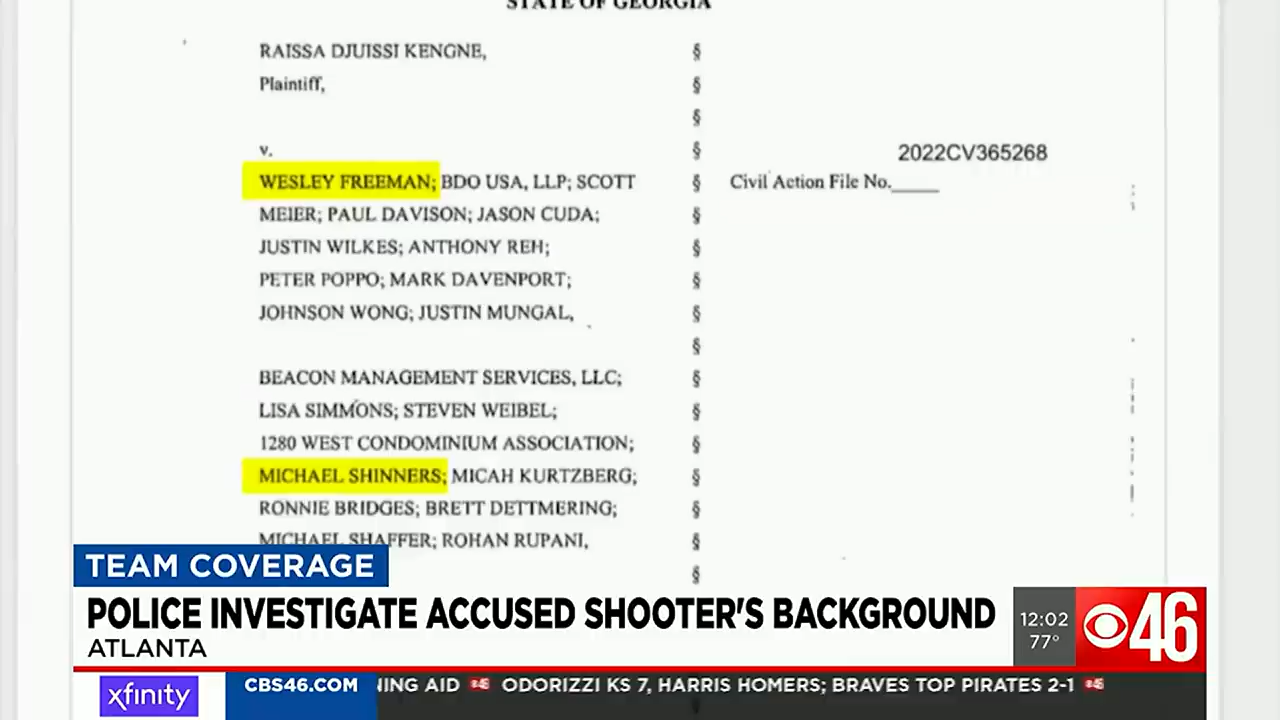 STATE OF GEORGIA
RAISSA DJUISSI KENGNE, §
Plaintiff, §
§
v. §
2022CV365268
WESLEY FREEMAN; BDO USA, LLP; SCOTT § Civil Action File No.
MEIER; PAUL DAVISON; JASON CUDA; §
JUSTIN WILKES; ANTHONY REH; §
PETER POPPO; MARK DAVENPORT; §
JOHNSON WONG; JUSTIN MUNGAL, §
§
BEACON MANAGEMENT SERVICES, LLC; §
LISA SIMMONS; STEVEN WEIBEL; §
1280 WEST CONDOMINIUM ASSOCIATION; §
MICHAEL SHINNERS; MICAH KURTZBERG; §
RONNIE BRIDGES; BRETT DETTMERING; §
MICHAEL SHAFFER; ROHAN RUPANI, §
§
TEAM COVERAGE
POLICE INVESTIGATE ACCUSED SHOOTER'S BACKGROUND
ATLANTA
12:02
77°
46
xfinity
CBS46.COM
NING AID 46 ODORIZZI KS 7, HARRIS HOMERS; BRAVES TOP PIRATES 2-1 46